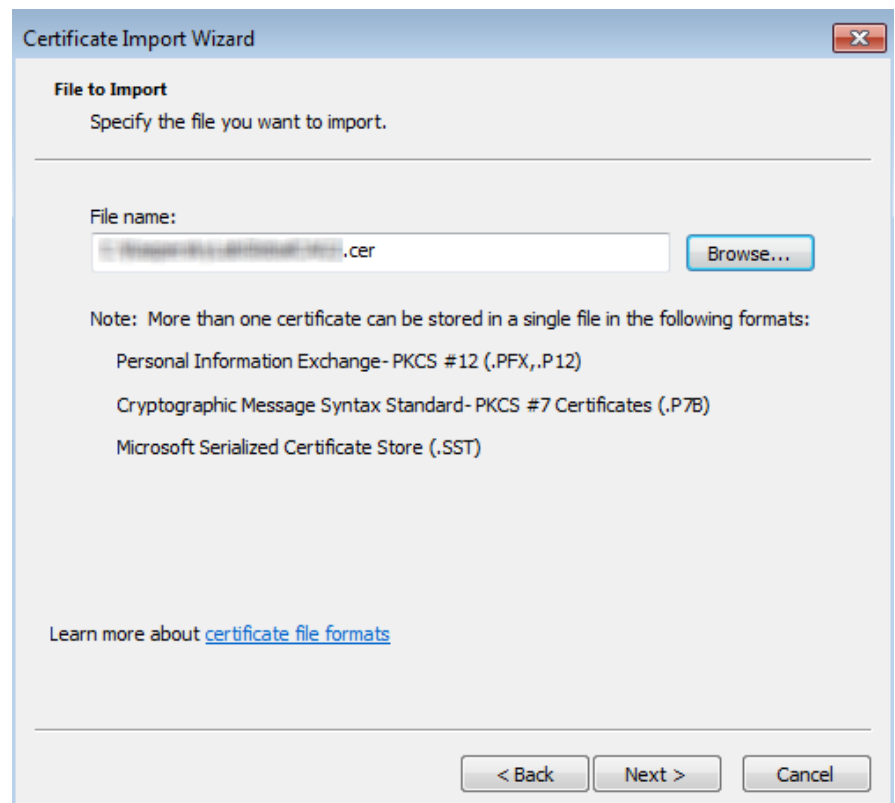 Certificate Import Wizard
File to Import
Specify the file you want to import.
File name:
.cer
Browse...
Note: More than one certificate can be stored in a single file in the following formats:
Personal Information Exchange- PKCS #12 (.PFX,.P12)
Cryptographic Message Syntax Standard- PKCS #7 Certificates (.P7B)
Microsoft Serialized Certificate Store (.SST)
Learn more about certificate file formats
< Back
Next >
Cancel